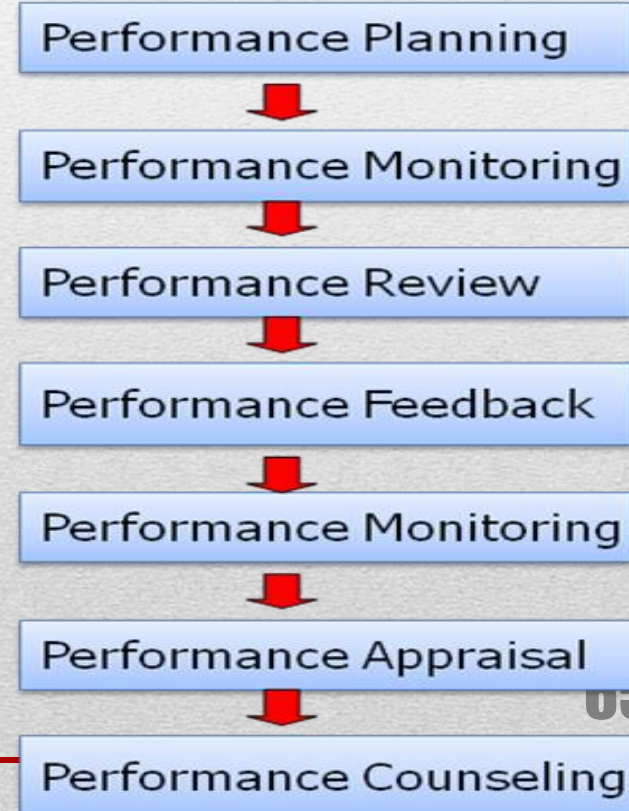 Performance Planning
Performance Monitoring
Performance Review
Performance Feedback
Performance Monitoring
Performance Appraisal
Performance Counseling